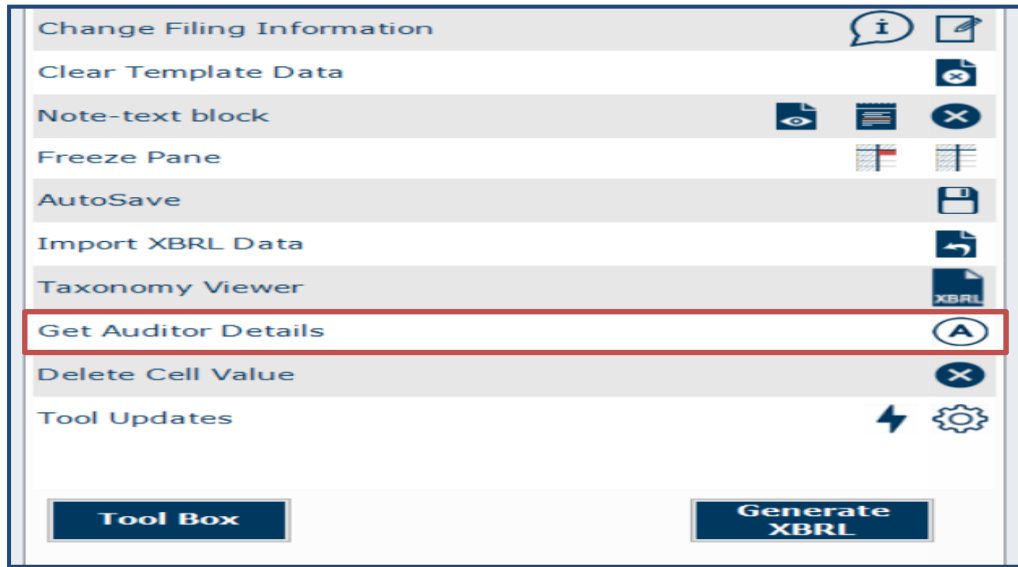 Change Filing Information i
Clear Template Data
Note-text block
Freeze Pane
AutoSave
Import XBRL Data
Taxonomy Viewer XBRL
Get Auditor Details A
Delete Cell Value
Tool Updates
Tool Box
Generate
XBRL